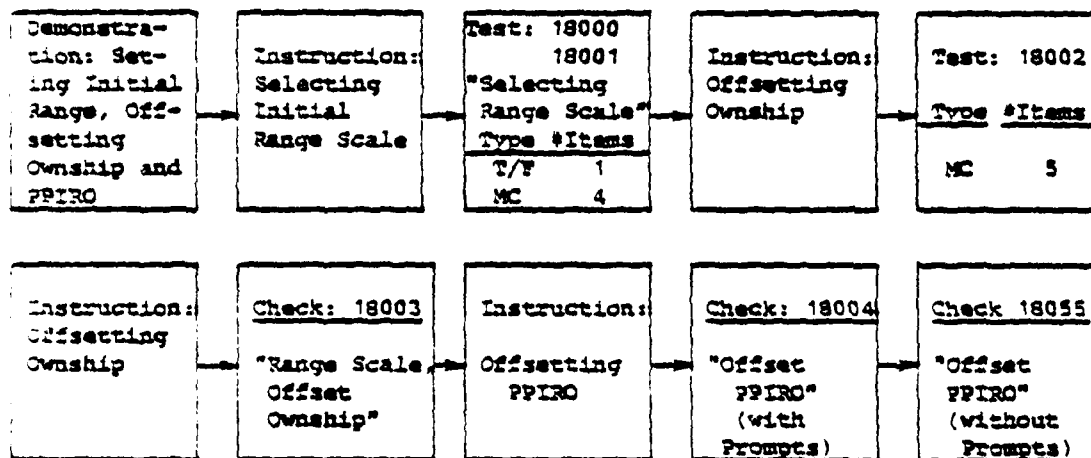 Demonstra-
tion: Set-
ing Initial
Range, Off-
setting
Ownship and
PPIRO
Instruction:
Selecting
Initial
Range Scale
Test: 18000
18001
"Selecting
Range Scale"
Type #Items
T/F 1
MC 4
Instruction:
Offsetting
Ownship
Test: 18002
Type #Items
MC 5
Instruction:
Offsetting
Ownship
Check: 18003
"Range Scale,
Offset
Ownship"
Instruction:
Offsetting
PPIRO
Check: 18004
"Offset
PPIRO"
(with
Prompts)
Check 18055
"Offset
PPIRO"
(without
Prompts)